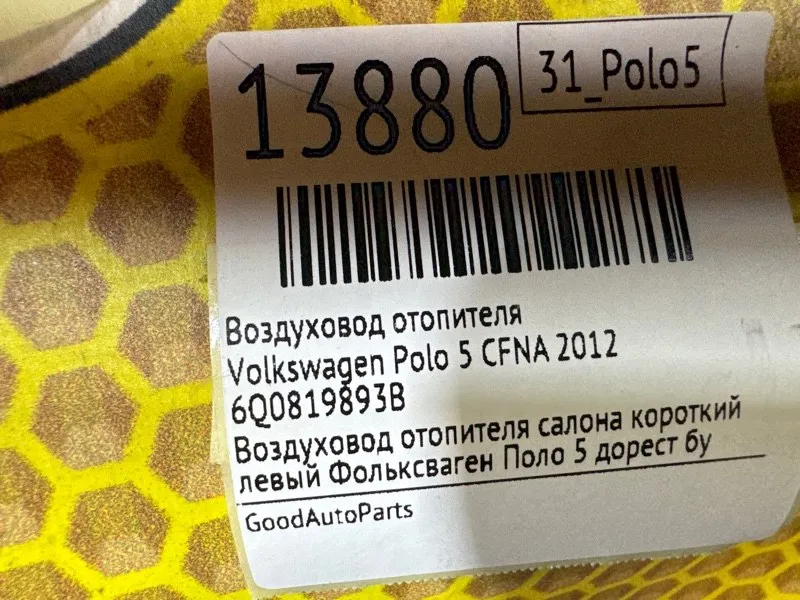 13880
31_Polo5
Воздуховод отопителя
Volkswagen Polo 5 CFNA 2012
6Q0819893B
Воздуховод отопителя салона короткий
левый Фольксваген Поло 5 дорест бу
GoodAutoParts